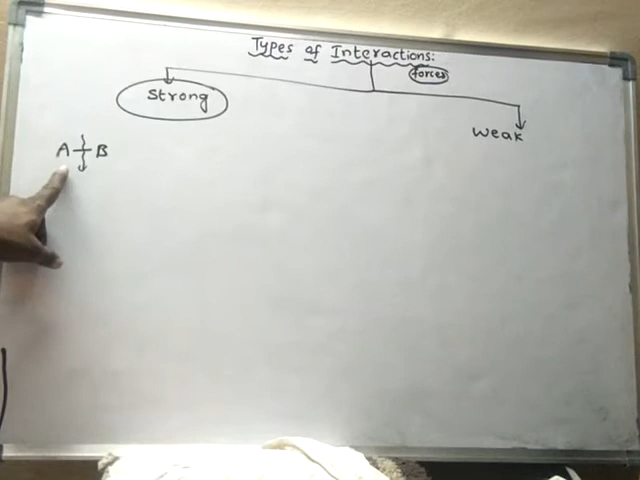 Types of Interactions:
forces
Strong
Weak
A B